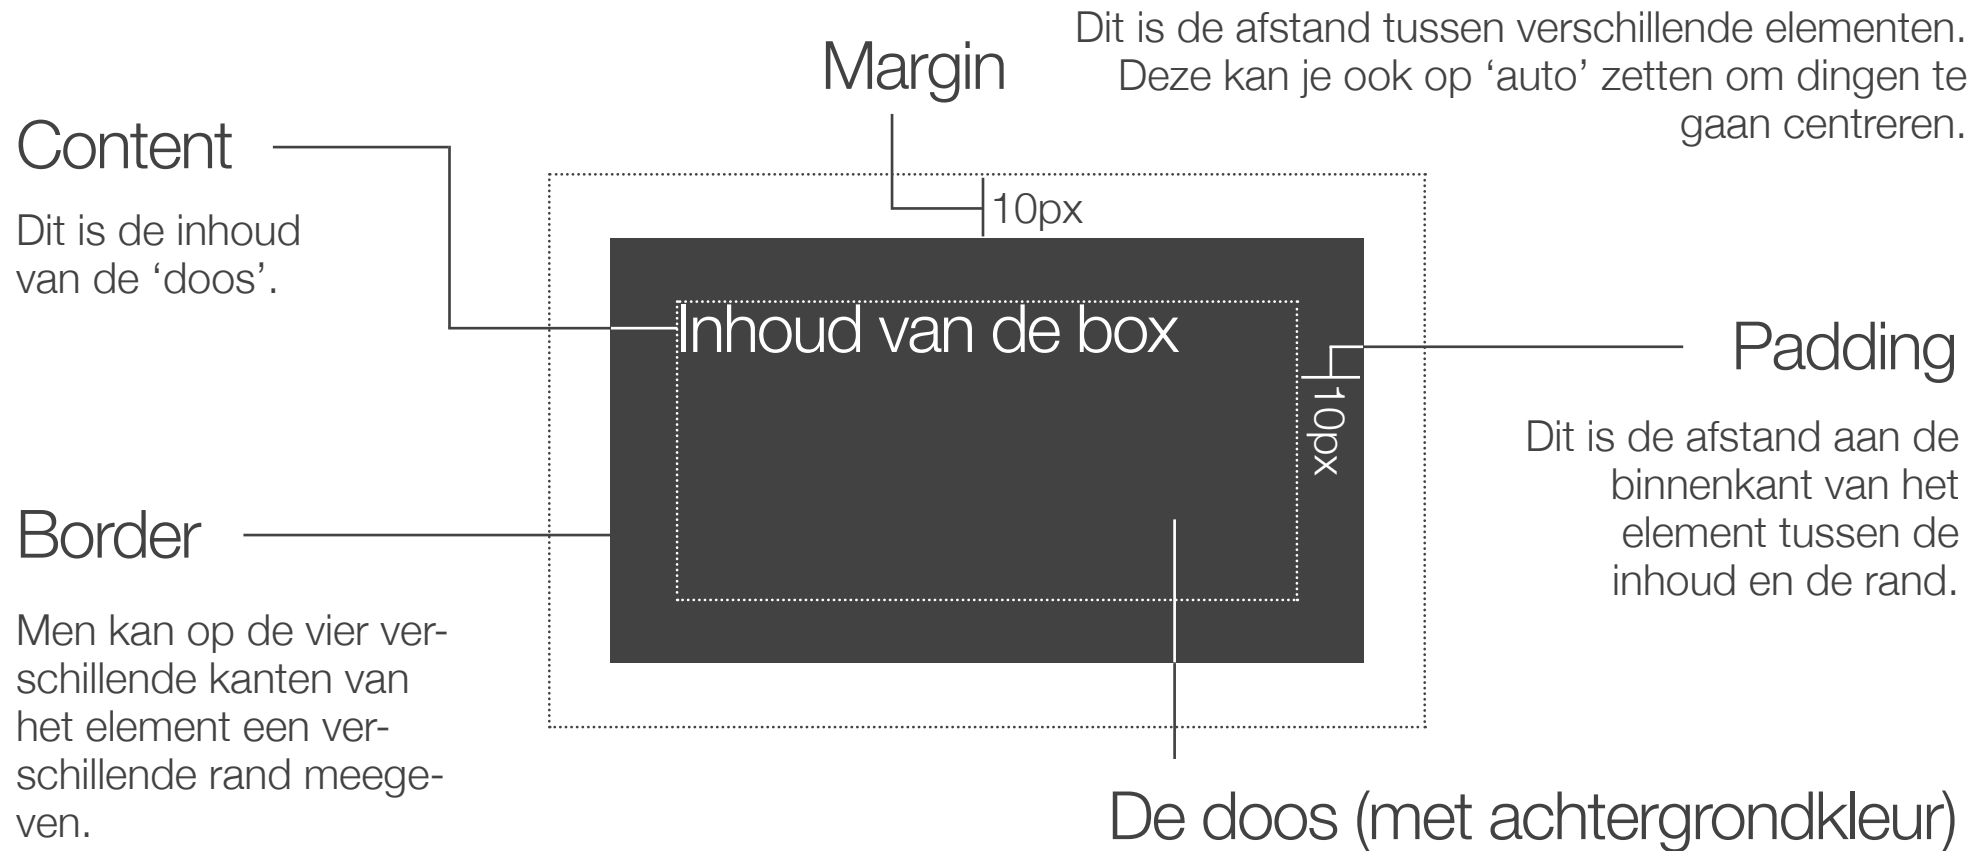 Margin
Dit is de afstand tussen verschillende elementen.
Deze kan je ook op ‘auto’ zetten om dingen te
gaan centreren.
Content
Dit is de inhoud
van de ‘doos’.
10px
Inhoud van de box
10px
Padding
Dit is de afstand aan de
binnenkant van het
element tussen de
inhoud en de rand.
Border
Men kan op de vier ver-
schillende kanten van
het element een ver-
schillende rand meege-
ven.
De doos (met achtergrondkleur)